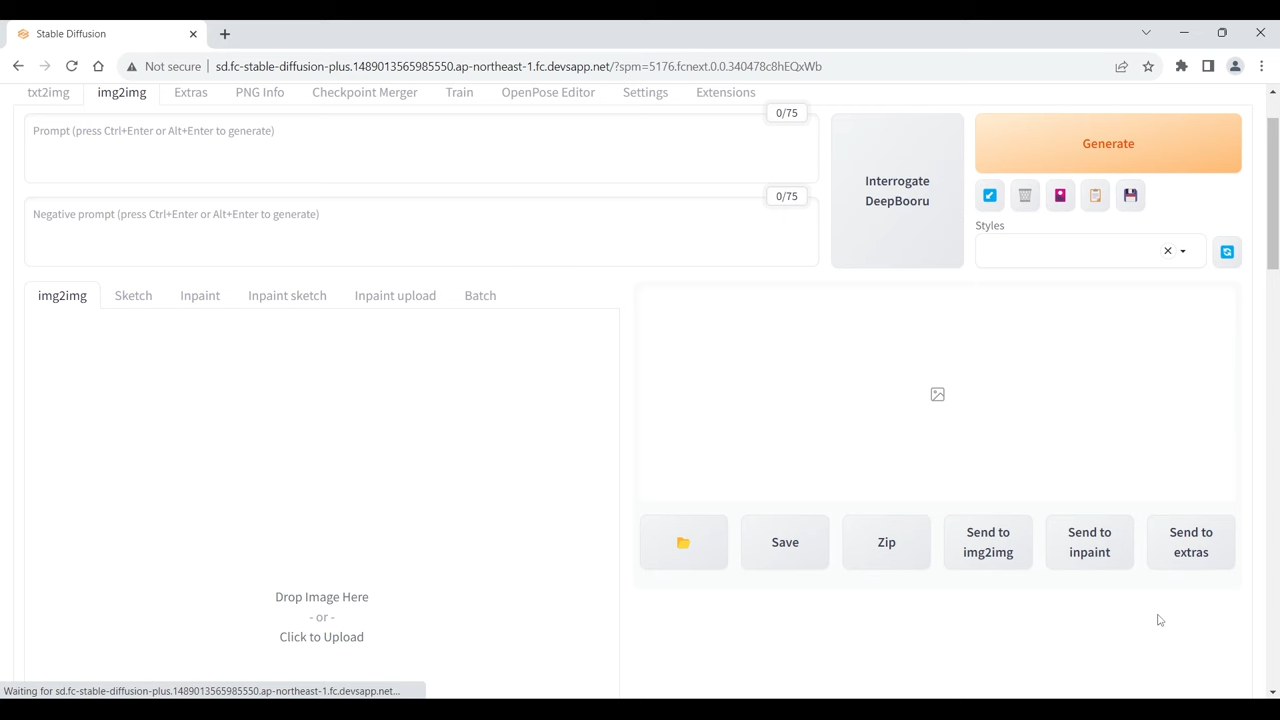 Stable Diffusion
Not secure
sd.fc-stable-diffusion-plus.1489013565985550.ap-northeast-1.fc.devsapp.net/?spm=5176.fcnext.0.0.340478c8hEQxWb
txt2img
img2img
Extras
PNG Info
Checkpoint Merger
Train
OpenPose Editor
Settings
Extensions
0/75
Prompt (press Ctrl+Enter or Alt+Enter to generate)
0/75
Negative prompt (press Ctrl+Enter or Alt+Enter to generate)
Interrogate
DeepBooru
Generate
Styles
img2img
Sketch
Inpaint
Inpaint sketch
Inpaint upload
Batch
Drop Image Here
- or -
Click to Upload
Save
Zip
Send to
img2img
Send to
inpaint
Send to
extras
Waiting for sd.fc-stable-diffusion-plus.1489013565985550.ap-northeast-1.fc.devsapp.net...